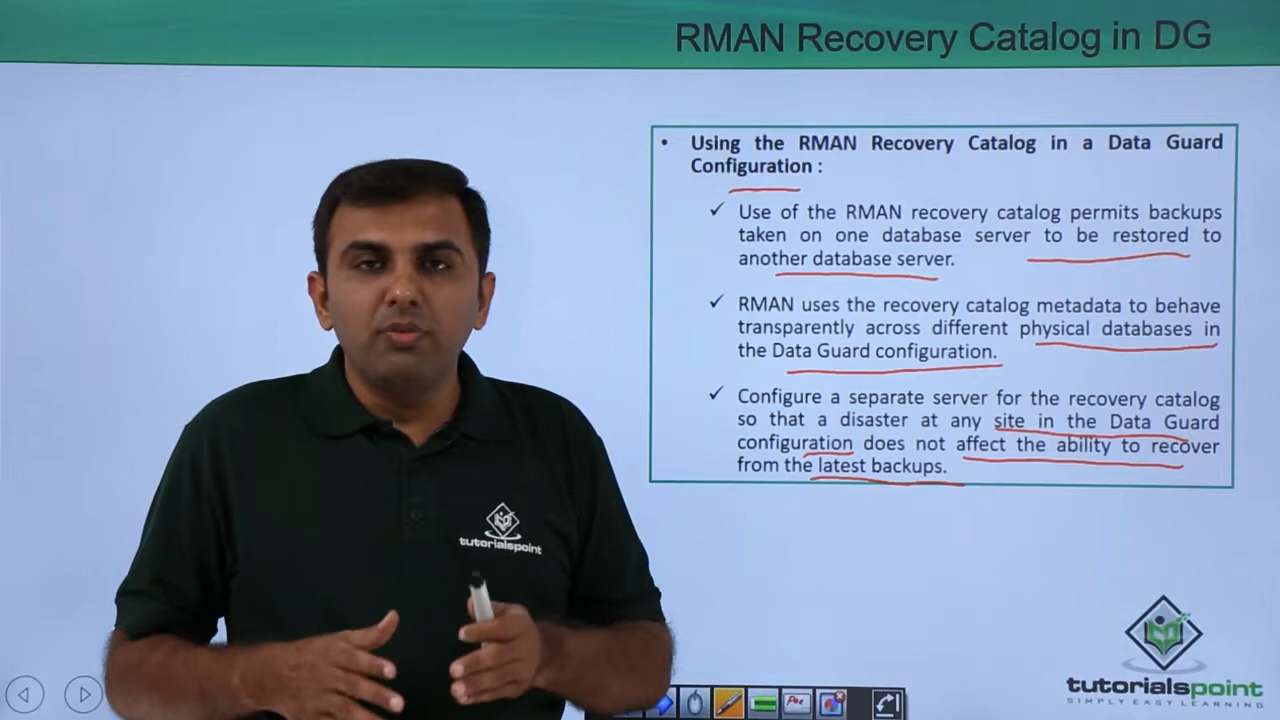 RMAN Recovery Catalog in DG
• Using the RMAN Recovery Catalog in a Data Guard
Configuration :
✓ Use of the RMAN recovery catalog permits backups
taken on one database server to be restored to
another database server.
✓ RMAN uses the recovery catalog metadata to behave
transparently across different physical databases in
the Data Guard configuration.
✓ Configure a separate server for the recovery catalog
so that a disaster at any site in the Data Guard
configuration does not affect the ability to recover
from the latest backups.
tutorialspoint
tutorialspoint
SIMPLY EASY LEARNING